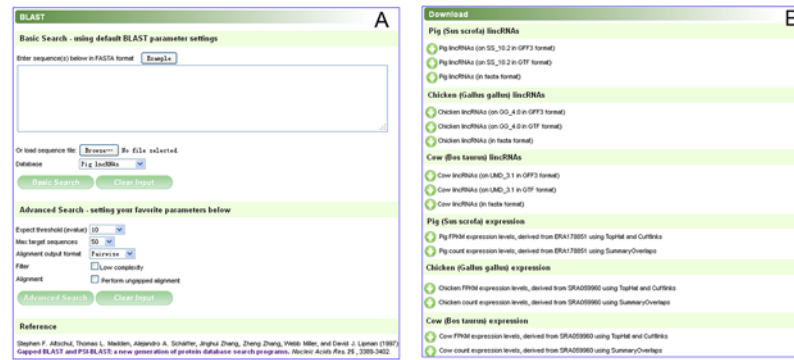 BLAST
A
Basic Search - using default BLAST parameter settings
Enter sequence(s) below in FASTA format Example
Or load sequence file: Browse… No file selected.
Database Pig lncRNAs
Basic Search Clear Input
Advanced Search - setting your favorite parameters below
Expect threshold (evalue) 10
Max target sequences 50
Alignment output format Pairwise
Filter Low complexity
Alignment Perform ungapped alignment
Advanced Search Clear Input
Reference
Stephen F. Altschul, Thomas L. Madden, Alejandro A. Schäffer, Jinghui Zhang, Zheng Zhang, Webb Miller, and David J. Lipman (1997)
Gapped BLAST and PSI-BLAST: a new generation of protein database search programs. Nucleic Acids Res. 25, 3389-3402.
Download
Pig (Sus scrofa) lincRNAs
Pig lincRNAs (on SS_10.2 in GFF3 format)
Pig lincRNAs (on SS_10.2 in GTF format)
Pig lincRNAs (in fasta format)
Chicken (Gallus gallus) lincRNAs
Chicken lincRNAs (on GG_4.0 in GFF3 format)
Chicken lincRNAs (on GG_4.0 in GTF format)
Chicken lincRNAs (in fasta format)
Cow (Bos taurus) lincRNAs
Cow lincRNAs (on UMD_3.1 in GFF3 format)
Cow lincRNAs (on UMD_3.1 in GTF format)
Cow lincRNAs (in fasta format)
Pig (Sus scrofa) expression
Pig FPKM expression levels, derived from ERA178851 using TopHat and Cufflinks
Pig count expression levels, derived from ERA178851 using SummaryOverlaps
Chicken (Gallus gallus) expression
Chicken FPKM expression levels, derived from SRA059960 using TopHat and Cufflinks
Chicken count expression levels, derived from SRA059960 using SummaryOverlaps
Cow (Bos taurus) expression
Cow FPKM expression levels, derived from SRA059960 using TopHat and Cufflinks
Cow count expression levels, derived from SRA059960 using SummaryOverlaps